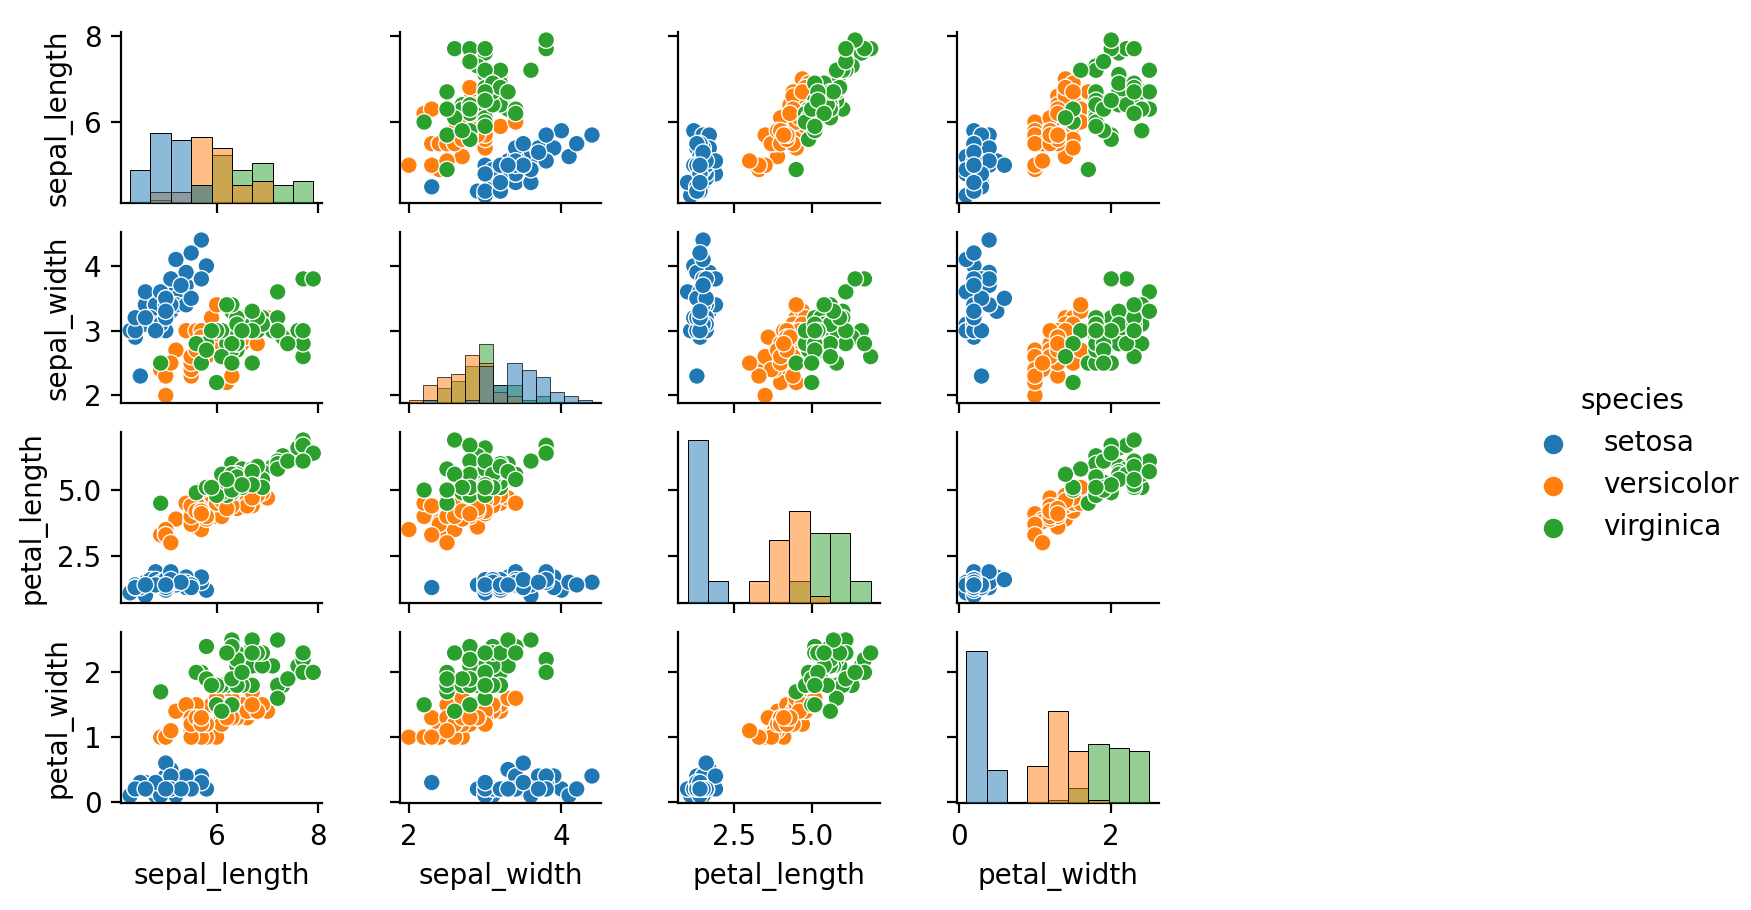 sepal_length
8
6
sepal_width
4
3
2
petal_length
5.0
2.5
petal_width
2
1
0
6 8
2 4
2.5 5.0
0 2
sepal_length sepal_width petal_length petal_width
species
setosa
versicolor
virginica